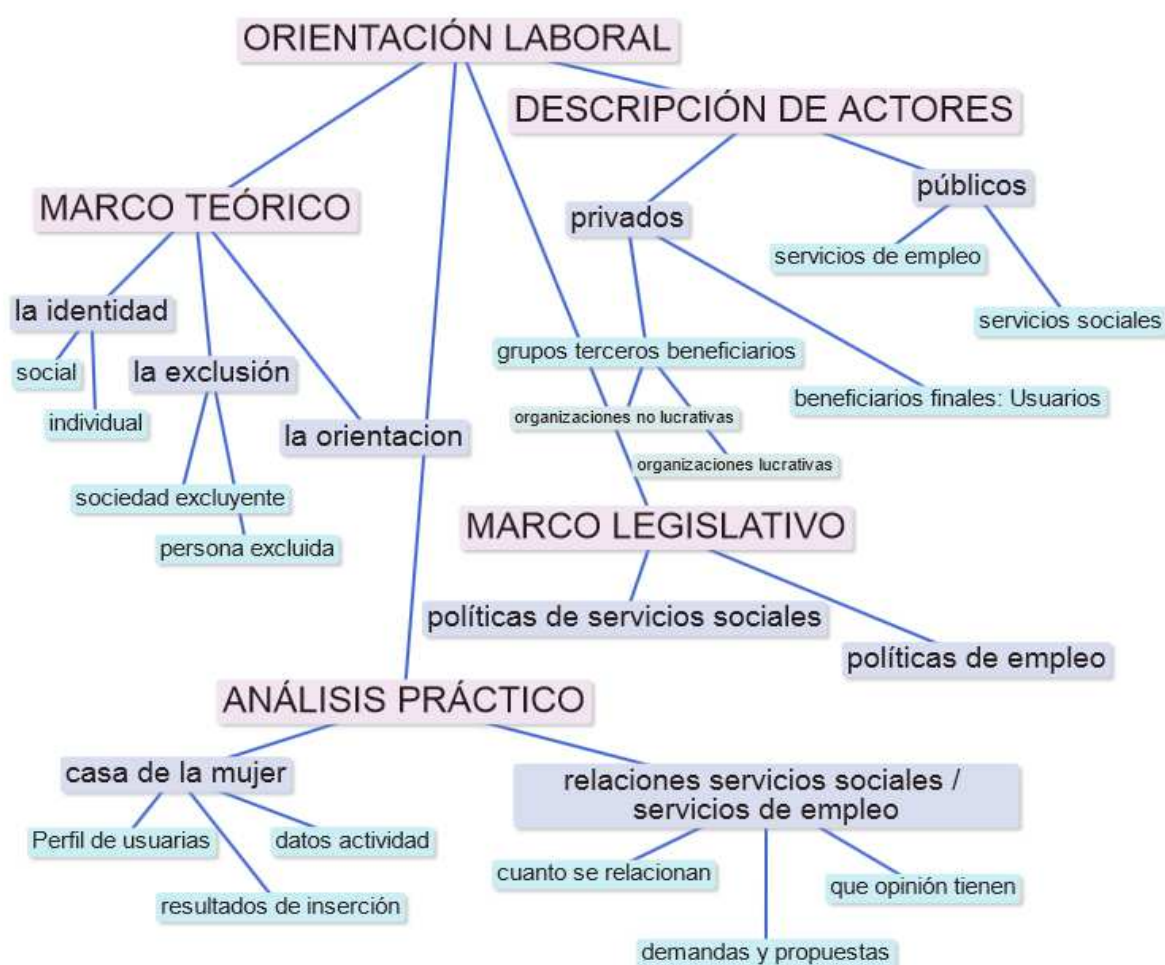 ORIENTACIÓN LABORAL
DESCRIPCIÓN DE ACTORES
públicos
privados
servicios de empleo
servicios sociales
grupos terceros beneficiarios
beneficiarios finales: Usuarios
organizaciones no lucrativas
organizaciones lucrativas
MARCO TEÓRICO
la identidad
social
individual
la exclusión
sociedad excluyente
persona excluida
la orientacion
MARCO LEGISLATIVO
políticas de servicios sociales
políticas de empleo
ANÁLISIS PRÁCTICO
casa de la mujer
Perfil de usuarias
datos actividad
resultados de inserción
relaciones servicios sociales /
servicios de empleo
cuanto se relacionan
que opinión tienen
demandas y propuestas